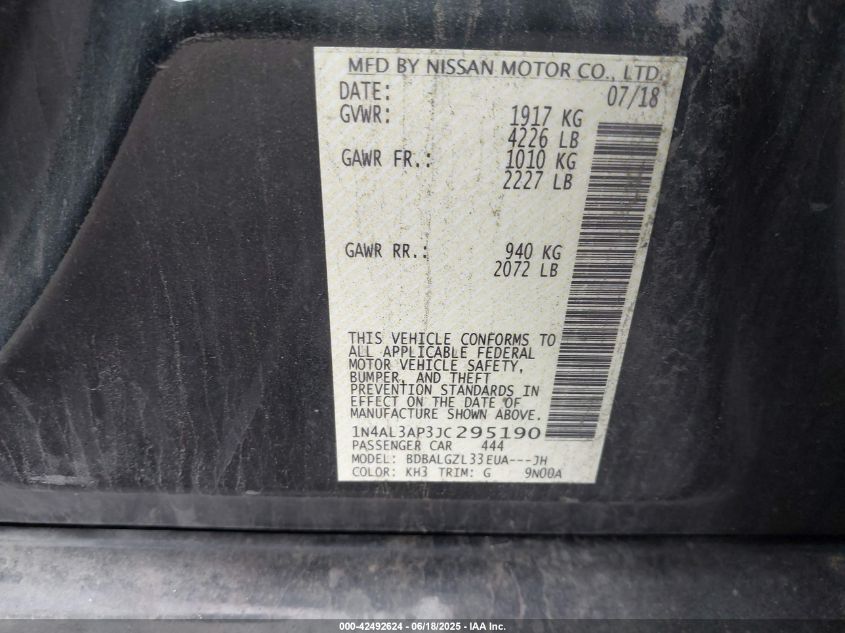 MFD BY NISSAN MOTOR CO., LTD.
DATE: 07/18
GVWR: 1917 KG
4226 LB
GAWR FR.: 1010 KG
2227 LB
GAWR RR.: 940 KG
2072 LB
THIS VEHICLE CONFORMS TO
ALL APPLICABLE FEDERAL
MOTOR VEHICLE SAFETY,
BUMPER, AND THEFT
PREVENTION STANDARDS IN
EFFECT ON THE DATE OF
MANUFACTURE SHOWN ABOVE.
1N4AL3AP3JC295190
PASSENGER CAR 444
MODEL: BDBALGZL33EUA---JH
COLOR: KH3 TRIM: G 9N00A
000-42492624 - 06/18/2025 - IAA Inc.